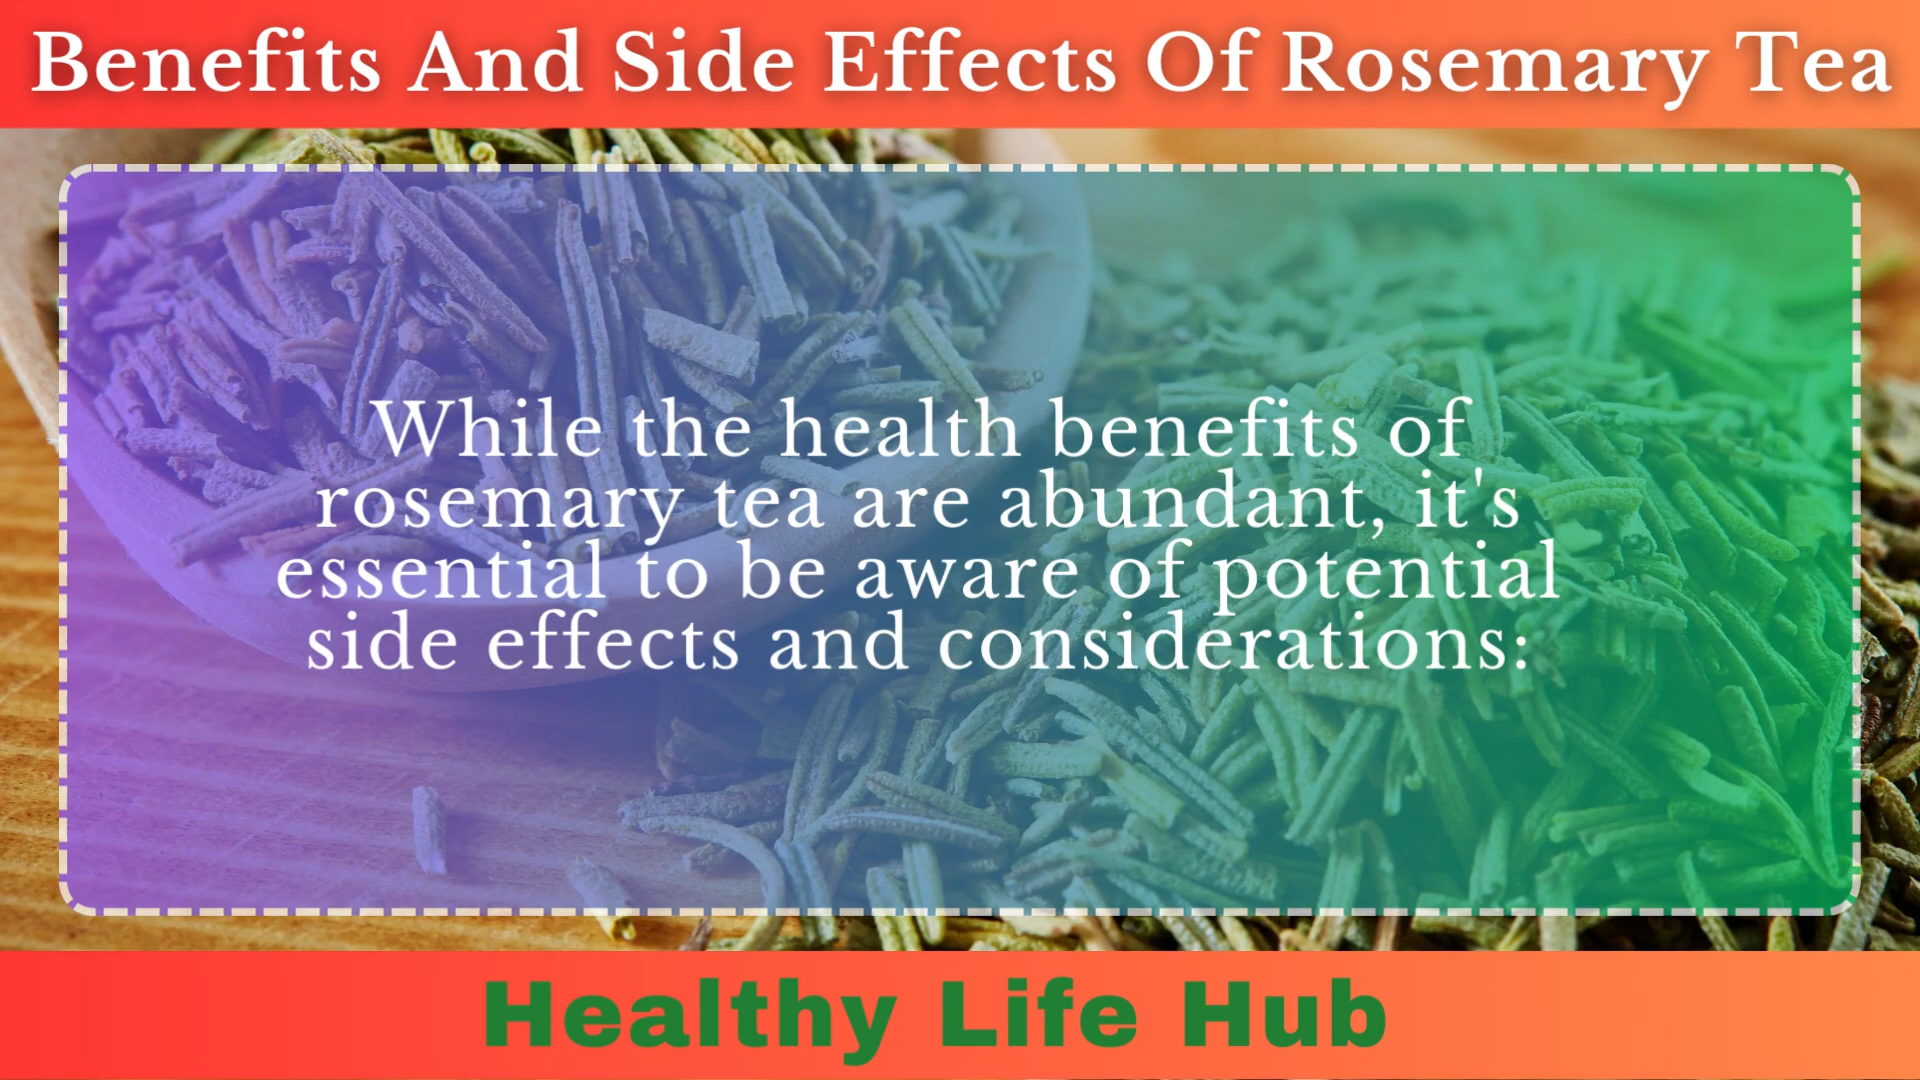 Benefits And Side Effects Of Rosemary Tea
While the health benefits of
rosemary tea are abundant, it's
essential to be aware of potential
side effects and considerations:
Healthy Life Hub